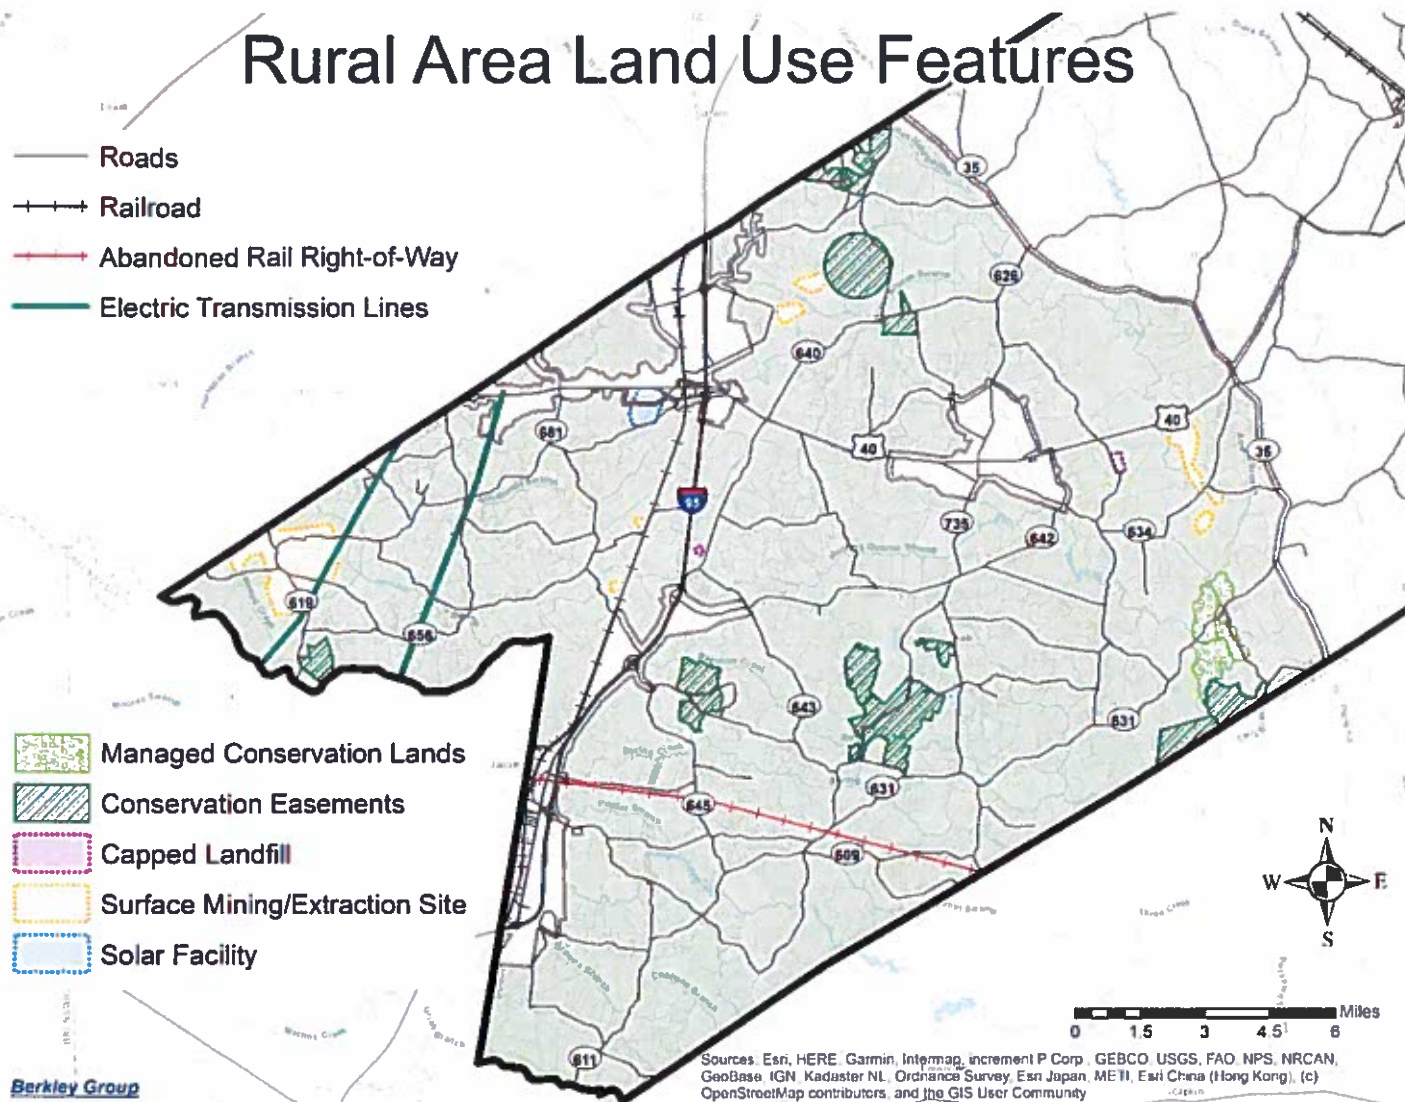 Rural Area Land Use Features
Roads
Railroad
Abandoned Rail Right-of-Way
Electric Transmission Lines
35
626
640
40
40
35
681
95
735
642
634
619
656
643
631
631
645
609
611
Managed Conservation Lands
Conservation Easements
Capped Landfill
Surface Mining/Extraction Site
Solar Facility
N
W E
S
Miles
0 1.5 3 4.5 6
Sources: Esri, HERE, Garmin, Intermap, increment P Corp., GEBCO, USGS, FAO, NPS, NRCAN,
GeoBase, IGN, Kadaster NL, Ordnance Survey, Esri Japan, METI, Esri China (Hong Kong), (c)
OpenStreetMap contributors, and the GIS User Community
Berkley Group